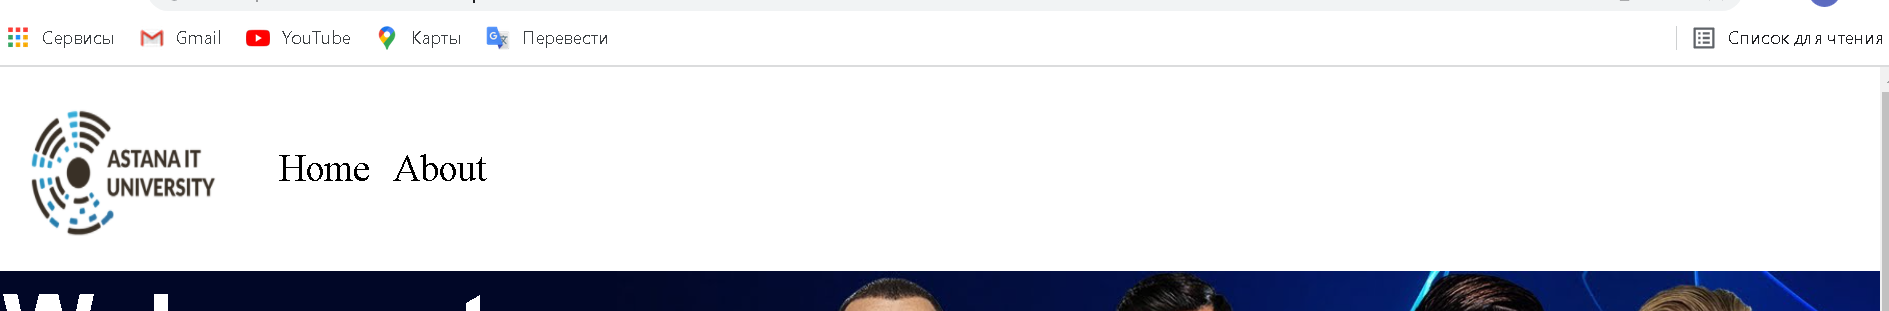 Сервисы Gmail YouTube Карты Перевести Список для чтения
ASTANA IT
UNIVERSITY
Home About